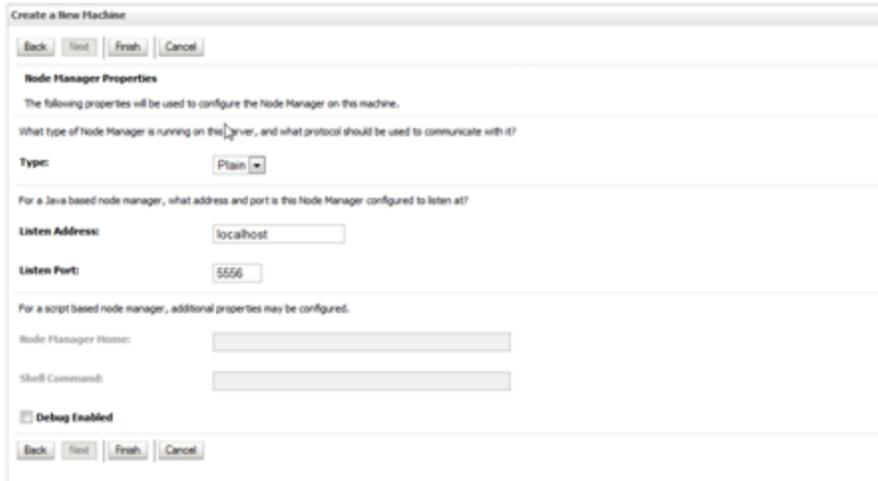 Create a New Machine
Back Next Finish Cancel
Node Manager Properties
The following properties will be used to configure the Node Manager on this machine.
What type of Node Manager is running on this server, and what protocol should be used to communicate with it?
Type: Plain
For a Java based node manager, what address and port is this Node Manager configured to listen at?
Listen Address: localhost
Listen Port: 5556
For a script based node manager, additional properties may be configured.
Node Manager Home:
Shell Command:
Debug Enabled
Back Next Finish Cancel